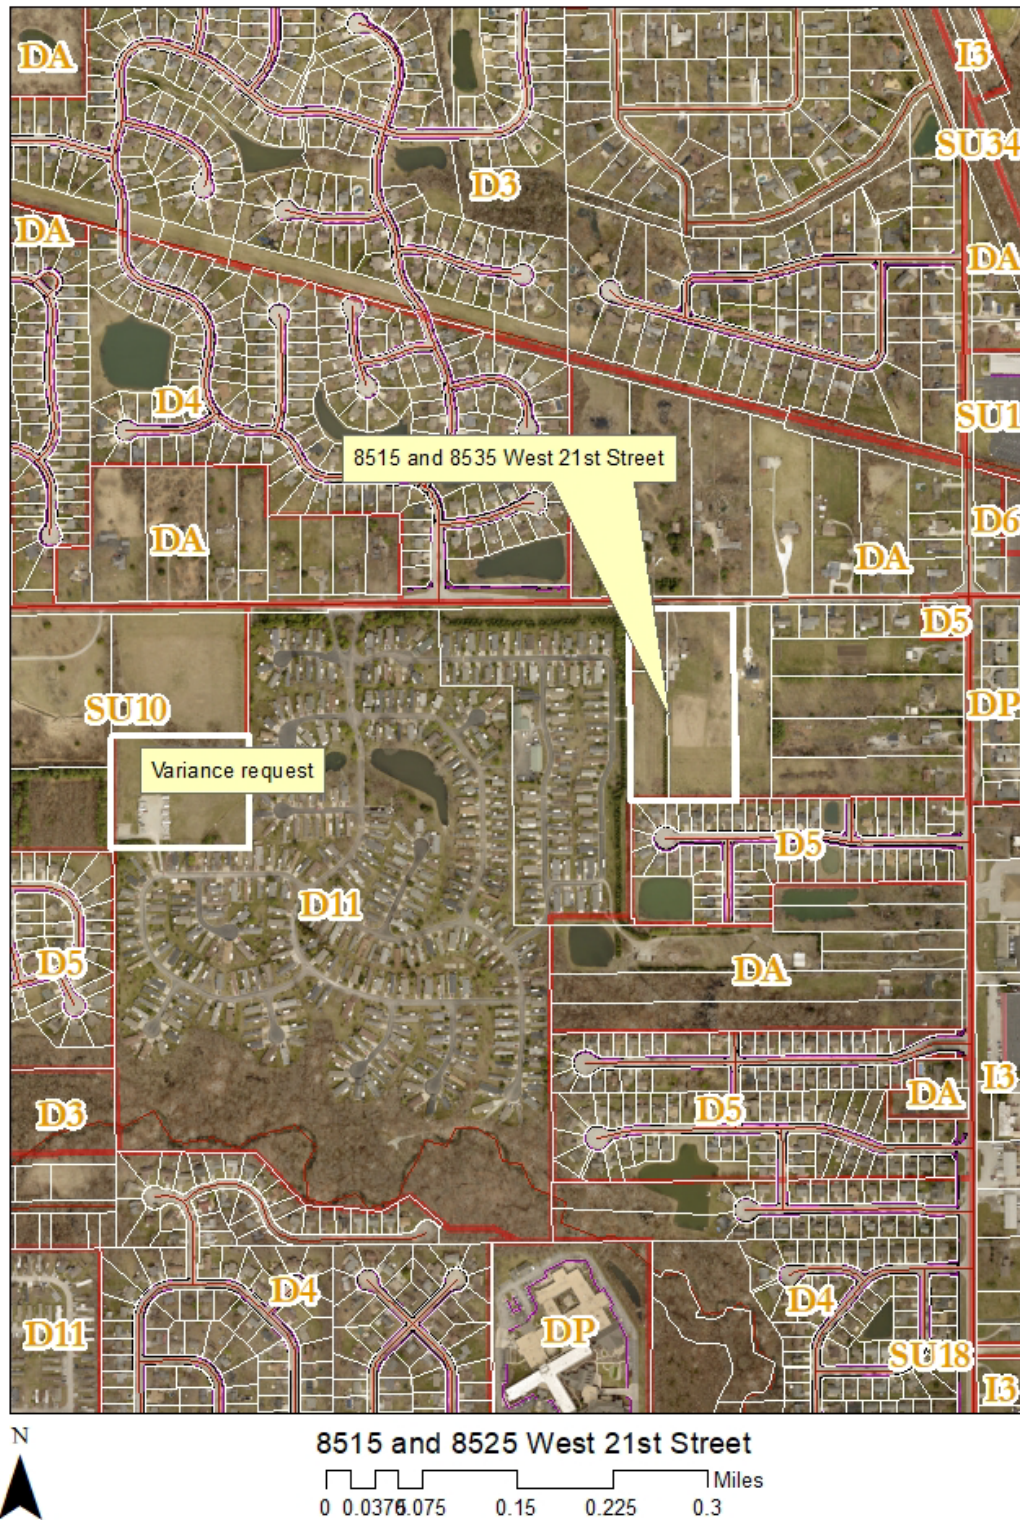 DA
I3
SU34
D3
DA
DA
D4
SU1
8515 and 8535 West 21st Street
D6
DA
DA
D5
SU10
DP
Variance request
D5
D11
D5
DA
I3
DA
D3
D5
D4
D4
D11
DP
SU18
I3
N
8515 and 8525 West 21st Street
Miles
0 0.0375 0.075 0.15 0.225 0.3